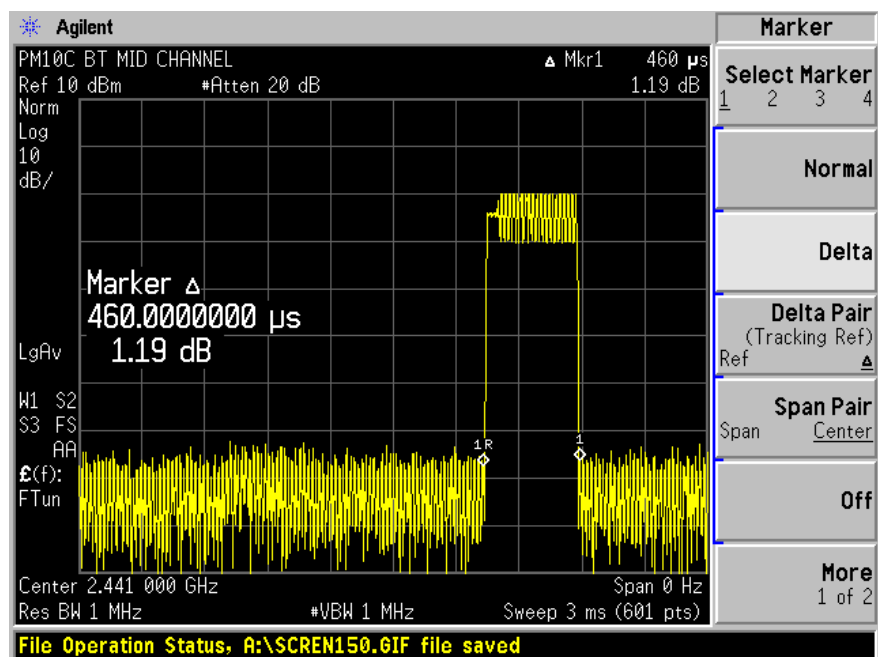 Agilent
Marker
PM10C BT MID CHANNEL
Δ Mkr1 460 µs
Ref 10 dBm
#Atten 20 dB
1.19 dB
Norm
Log
10
dB/
Marker Δ
460.0000000 µs
1.19 dB
LgAv
W1 S2
S3 FS
AA
£(f):
FTun
1R
1
Center 2.441 000 GHz
Span 0 Hz
Res BW 1 MHz
#VBW 1 MHz
Sweep 3 ms (601 pts)
File Operation Status, A:\SCREN150.GIF file saved
Select Marker
1 2 3 4
Normal
Delta
Delta Pair
(Tracking Ref)
Ref Δ
Span Pair
Span Center
Off
More
1 of 2